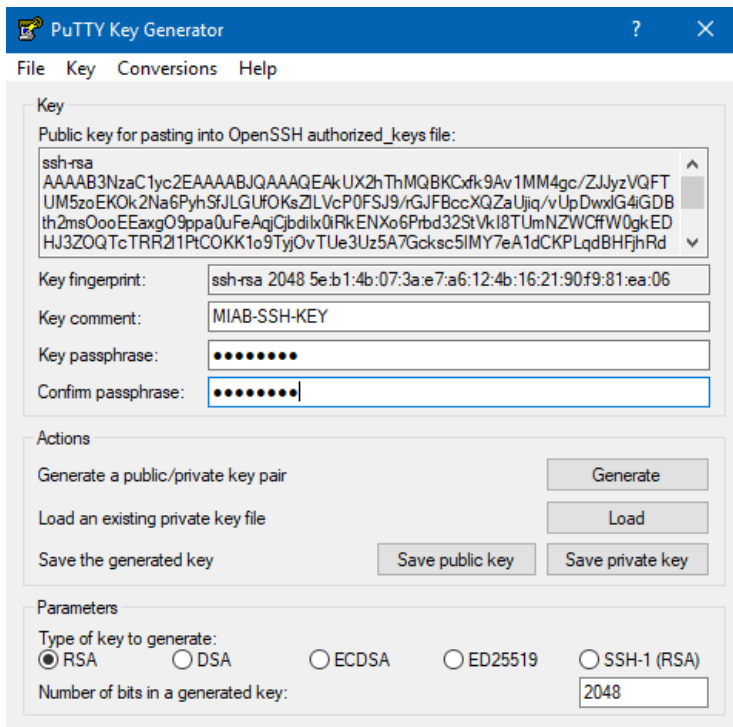 PuTTY Key Generator
File Key Conversions Help
Key
Public key for pasting into OpenSSH authorized_keys file:
ssh-rsa
AAAAB3NzaC1yc2EAAAABJQAAAQEAkUX2hThMQBKCxfk9Av1MM4gc/ZJJyzVQFT
UM5zoEKOk2Na6PyhSfJLGUfOKsZlLVcP0FSJ9/rGJFBccXQZaUjiq/vUpDwxlG4iGDB
th2msOooEEaxgO9ppa0uFeAqjCjbdiIx0iRkENXo6Prbd32StVkI8TUmNZWCffW0gkED
HJ3ZOQTcTRR2I1PtCOKK1o9TyjOvTUe3Uz5A7Gcksc5IMY7eA1dCKPLqdBHFjhRd
Key fingerprint: ssh-rsa 2048 5e:b1:4b:07:3a:e7:a6:12:4b:16:21:90:f9:81:ea:06
Key comment: MIAB-SSH-KEY
Key passphrase: ●●●●●●●●
Confirm passphrase: ●●●●●●●●
Actions
Generate a public/private key pair Generate
Load an existing private key file Load
Save the generated key Save public key Save private key
Parameters
Type of key to generate:
RSA DSA ECDSA ED25519 SSH-1 (RSA)
Number of bits in a generated key: 2048